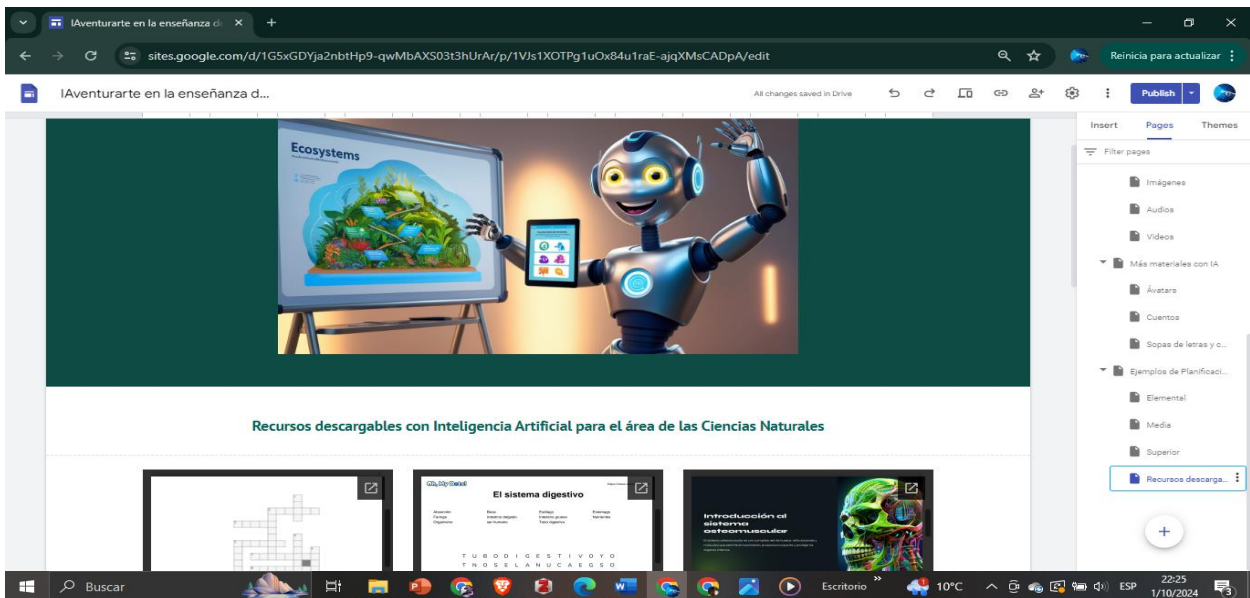 IAventurarte en la enseñanza de
sites.google.com/d/1G5xGDYja2nbtHp9-qwMbAXS03t3hUrAr/p/1VJs1XOTPg1uOx84u1raE-ajqXMsCADpA/edit
Reinicia para actualizar
IAventurarte en la enseñanza d...
All changes saved in Drive
Publish
Insert Pages Themes
Filter pages
Imágenes
Audios
Videos
Más materiales con IA
Ávatars
Cuentos
Sopas de letras y c...
Ejemplos de Planificaci...
Elemental
Media
Superior
Recursos descarga...
Ecosystems
Recursos descargables con Inteligencia Artificial para el área de las Ciencias Naturales
El sistema digestivo
T U B O D I G E S T I V O Y O
T N O S E L A N U C A E G S O
Introducción al
sistema
osteomuscular
Buscar
Escritorio
10°C
ESP
22:25
1/10/2024